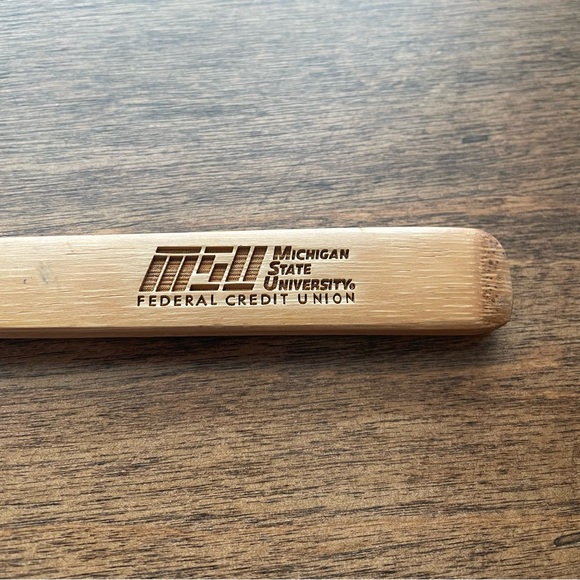 MSU MICHIGAN
STATE
UNIVERSITY®
FEDERAL CREDIT UNION